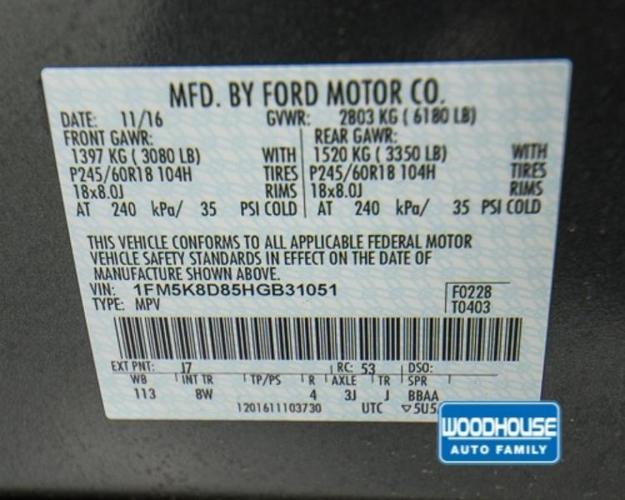 MFD. BY FORD MOTOR CO.
DATE: 11/16 GVWR: 2803 KG ( 6180 LB)
FRONT GAWR: REAR GAWR:
1397 KG ( 3080 LB) WITH 1520 KG ( 3350 LB) WITH
P245/60R18 104H TIRES P245/60R18 104H TIRES
18x8.0J RIMS 18x8.0J RIMS
AT 240 kPa/ 35 PSI COLD AT 240 kPa/ 35 PSI COLD
THIS VEHICLE CONFORMS TO ALL APPLICABLE FEDERAL MOTOR
VEHICLE SAFETY STANDARDS IN EFFECT ON THE DATE OF
MANUFACTURE SHOWN ABOVE.
VIN: 1FM5K8D85HGB31051 F0228
TYPE: MPV T0403
EXT PNT: J7 RC: 53 DSO:
WB INT TR TP/PS R AXLE TR SPR
113 8W 4 3J J BBAA
1201611103730 UTC ▽5U5
WOODHOUSE
AUTO FAMILY